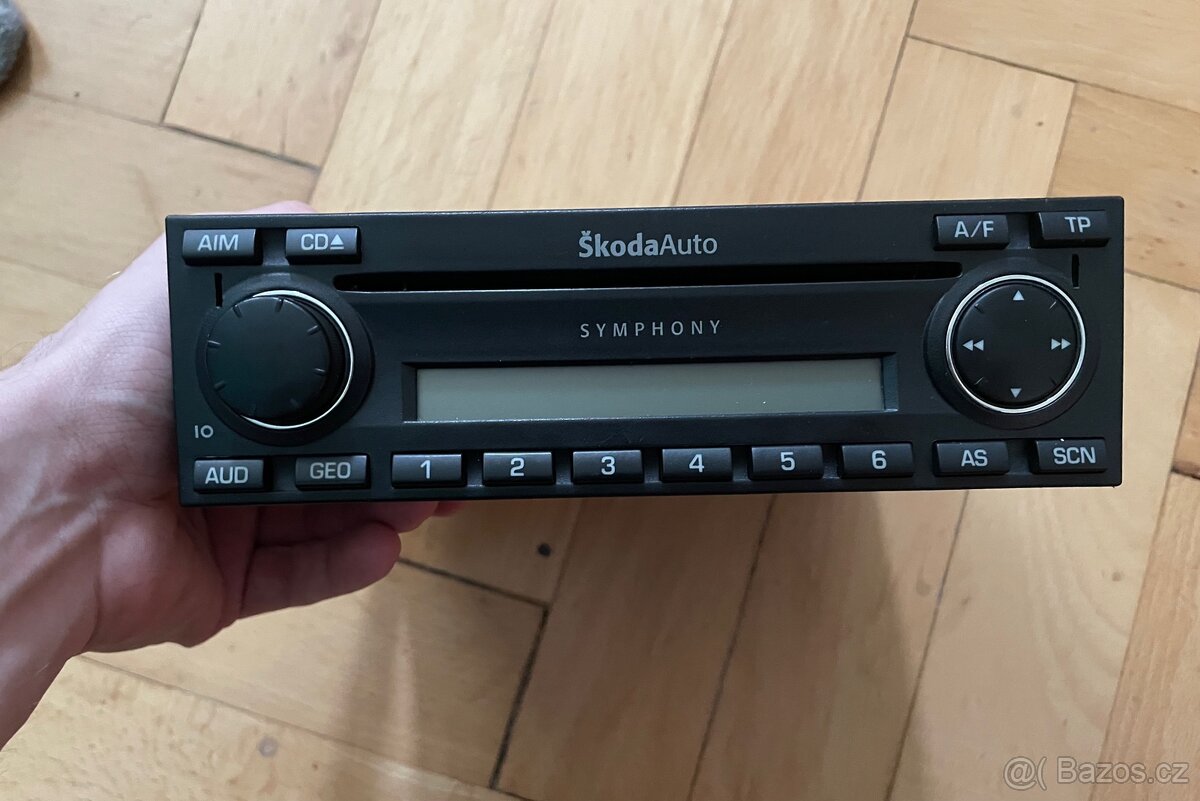 AIM CD⏏ ŠkodaAuto A/F TP
SYMPHONY
IO
AUD GEO 1 2 3 4 5 6 AS SCN
@( Bazos.cz